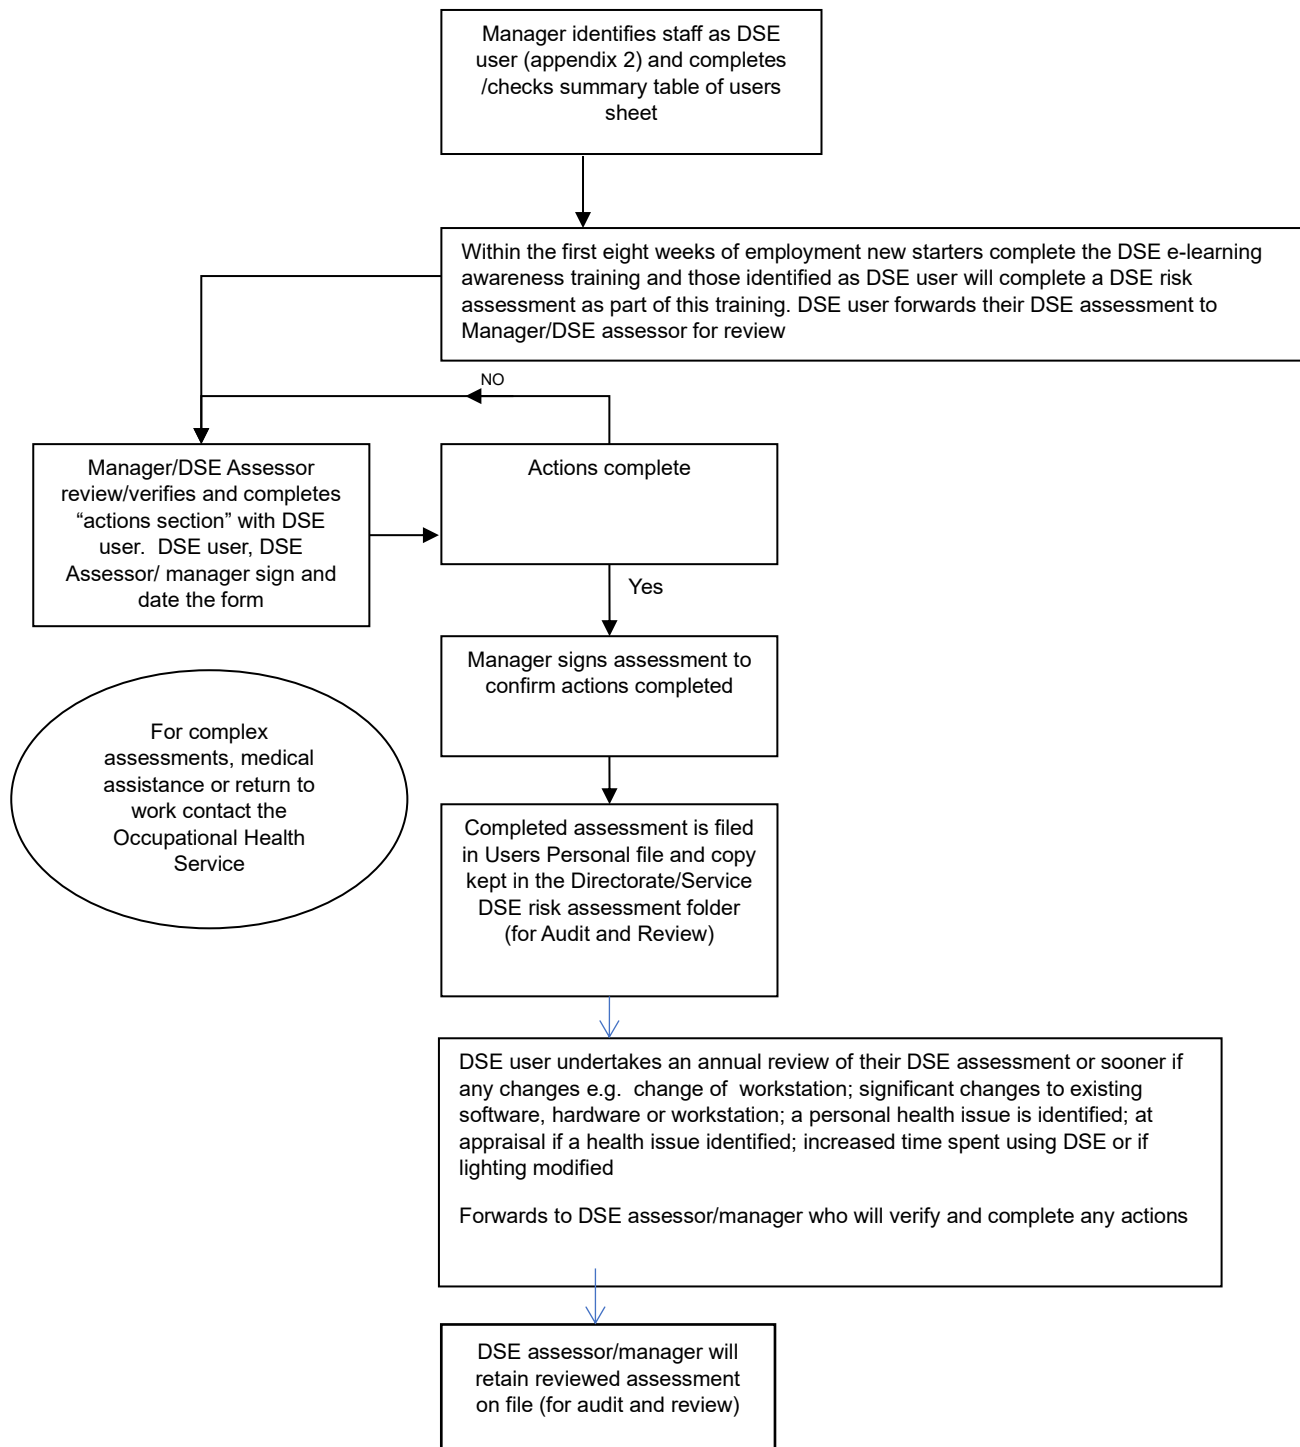 Manager identifies staff as DSE
user (appendix 2) and completes
/checks summary table of users
sheet
Within the first eight weeks of employment new starters complete the DSE e-learning
awareness training and those identified as DSE user will complete a DSE risk
assessment as part of this training. DSE user forwards their DSE assessment to
Manager/DSE assessor for review
NO
Manager/DSE Assessor
review/verifies and completes
“actions section” with DSE
user.  DSE user, DSE
Assessor/ manager sign and
date the form
Actions complete
Yes
Manager signs assessment to
confirm actions completed
For complex
assessments, medical
assistance or return to
work contact the
Occupational Health
Service
Completed assessment is filed
in Users Personal file and copy
kept in the Directorate/Service
DSE risk assessment folder
(for Audit and Review)
DSE user undertakes an annual review of their DSE assessment or sooner if
any changes e.g.  change of  workstation; significant changes to existing
software, hardware or workstation; a personal health issue is identified; at
appraisal if a health issue identified; increased time spent using DSE or if
lighting modified
Forwards to DSE assessor/manager who will verify and complete any actions
DSE assessor/manager will
retain reviewed assessment
on file (for audit and review)